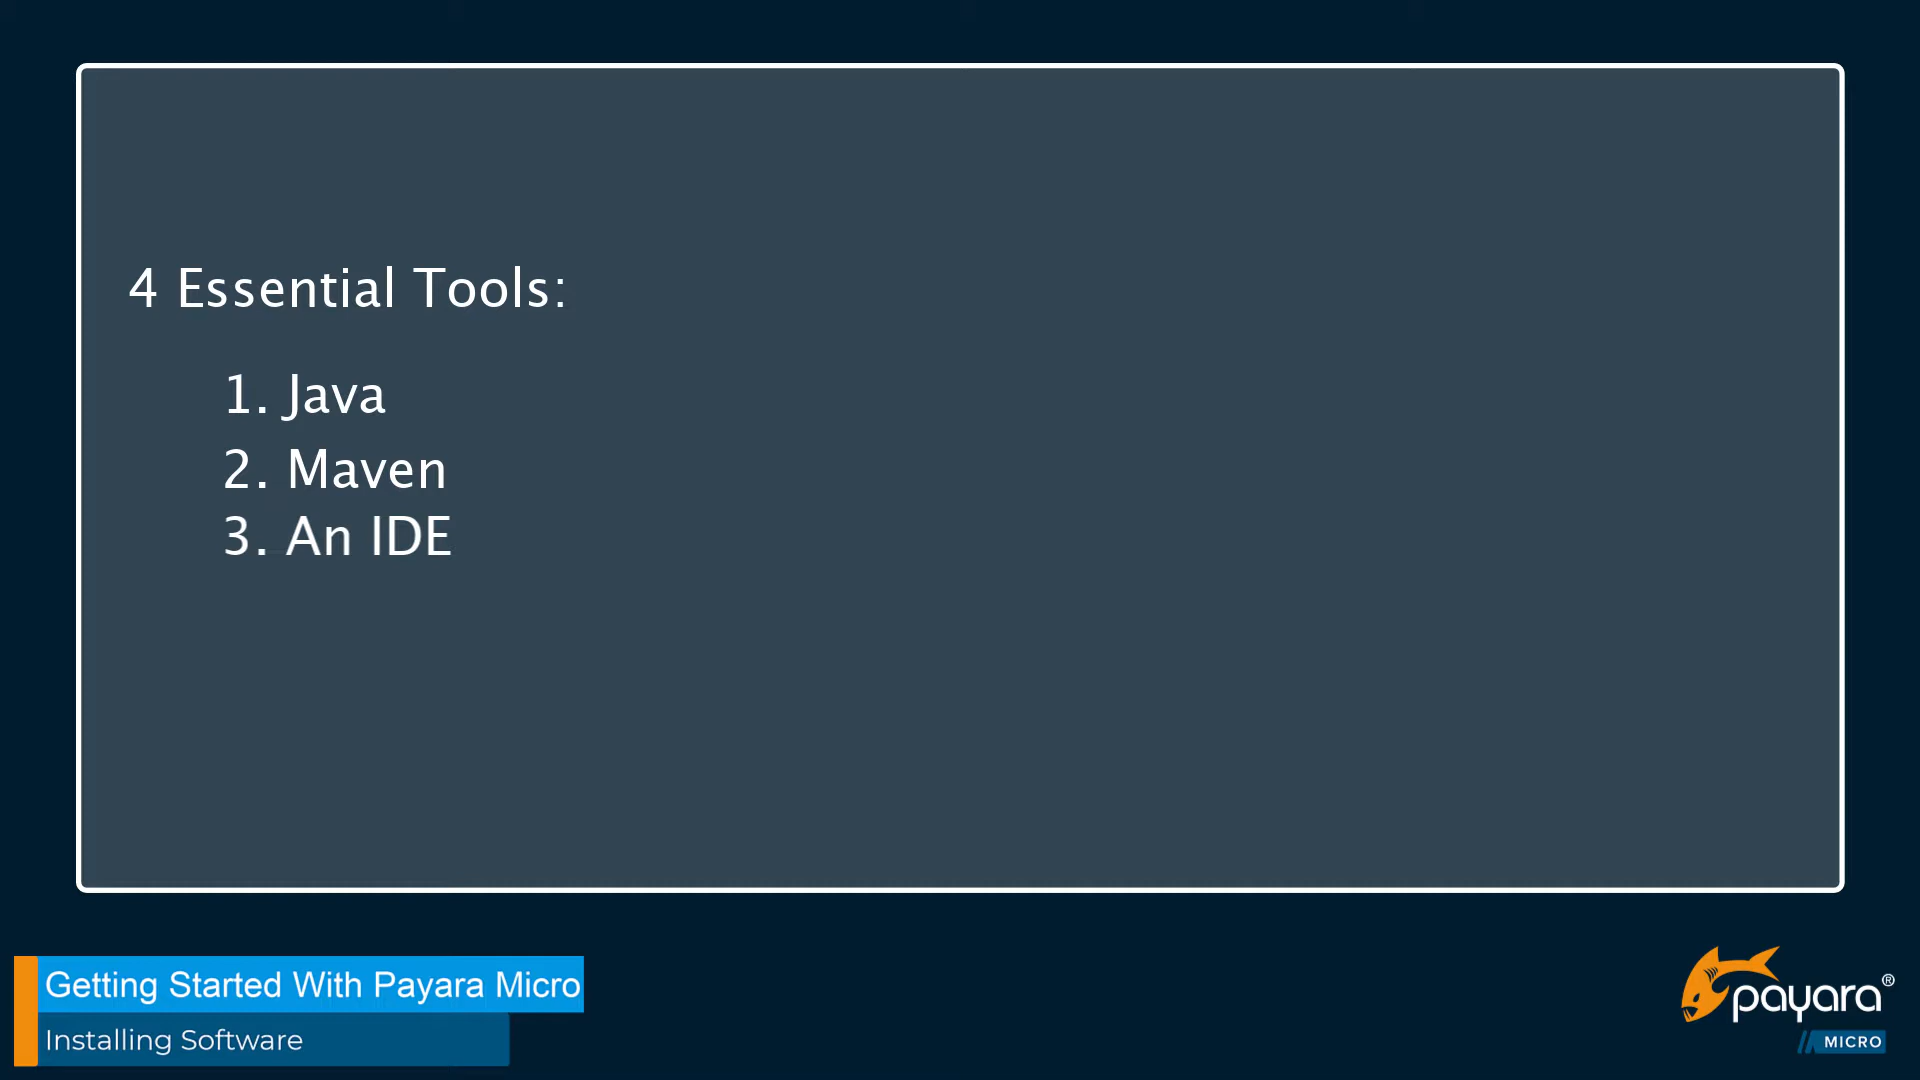 4 Essential Tools:
1. Java
2. Maven
3. An IDE
Getting Started With Payara Micro
Installing Software
payara®
MICRO